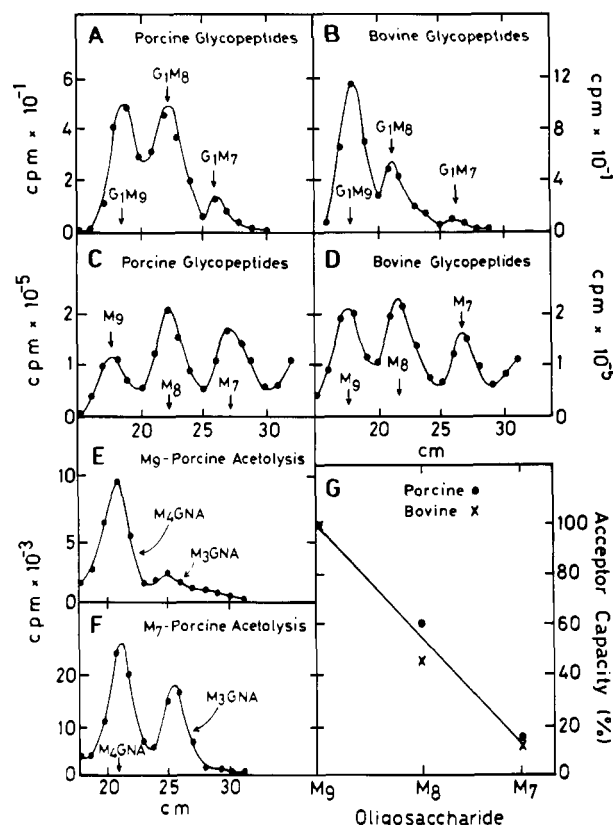 A Porcine Glycopeptides
G₁M₈
G₁M₇
G₁M₉
cpm × 10⁻¹
6
4
2
0
B Bovine Glycopeptides
G₁M₈
G₁M₇
G₁M₉
cpm × 10⁻¹
12
8
4
0
C Porcine Glycopeptides
M₉
M₈
M₇
cpm × 10⁻⁵
2
1
0
20 25 30
D Bovine Glycopeptides
M₇
M₉
M₈
cpm × 10⁻⁵
2
1
0
20 25 30
cm
E M₉-Porcine Acetolysis
M₄GNA
M₃GNA
cpm × 10⁻³
10
5
0
F M₇-Porcine Acetolysis
M₃GNA
M₄GNA
20
10
0
20 25 30
cm
G Porcine •
Bovine x
Acceptor Capacity (%)
100
80
60
40
20
0
M₉ M₈ M₇
Oligosaccharide